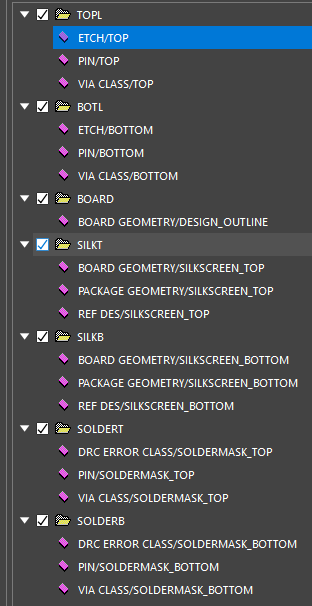 TOPL
ETCH/TOP
PIN/TOP
VIA CLASS/TOP
BOTL
ETCH/BOTTOM
PIN/BOTTOM
VIA CLASS/BOTTOM
BOARD
BOARD GEOMETRY/DESIGN_OUTLINE
SILKT
BOARD GEOMETRY/SILKSCREEN_TOP
PACKAGE GEOMETRY/SILKSCREEN_TOP
REF DES/SILKSCREEN_TOP
SILKB
BOARD GEOMETRY/SILKSCREEN_BOTTOM
PACKAGE GEOMETRY/SILKSCREEN_BOTTOM
REF DES/SILKSCREEN_BOTTOM
SOLDERT
DRC ERROR CLASS/SOLDERMASK_TOP
PIN/SOLDERMASK_TOP
VIA CLASS/SOLDERMASK_TOP
SOLDERB
DRC ERROR CLASS/SOLDERMASK_BOTTOM
PIN/SOLDERMASK_BOTTOM
VIA CLASS/SOLDERMASK_BOTTOM